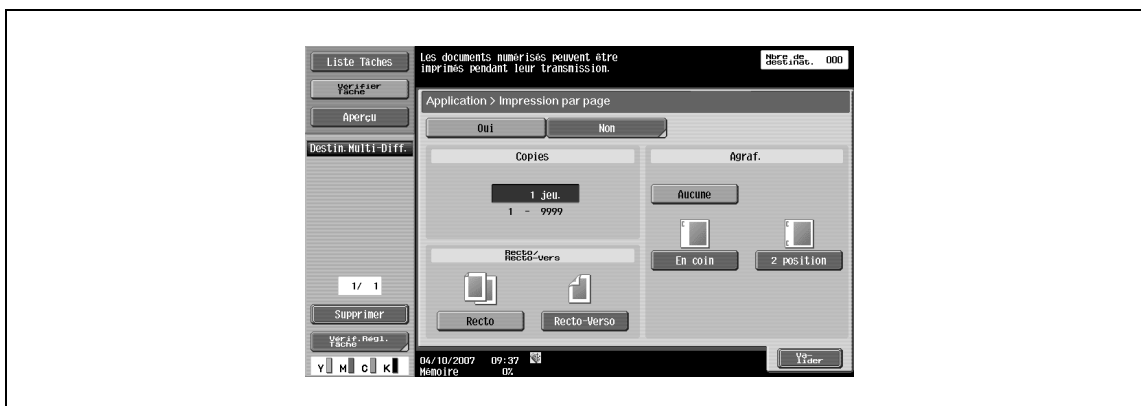 Liste Tâches
Vérifier
Tâche
Aperçu
Destin.Multi-Diff.
1/ 1
Supprimer
Vérif.Régl.
Tâche
Y M C K
Les documents numérisés peuvent être
imprimés pendant leur transmission.
Nbre de
destinat. 000
Application > Impression par page
Oui Non
Copies
1 jeu.
1 - 9999
Recto/
Recto-Vers
Recto Recto-Verso
Agraf.
Aucune
En coin 2 position
04/10/2007 09:37
Mémoire 0%
Va-
lider